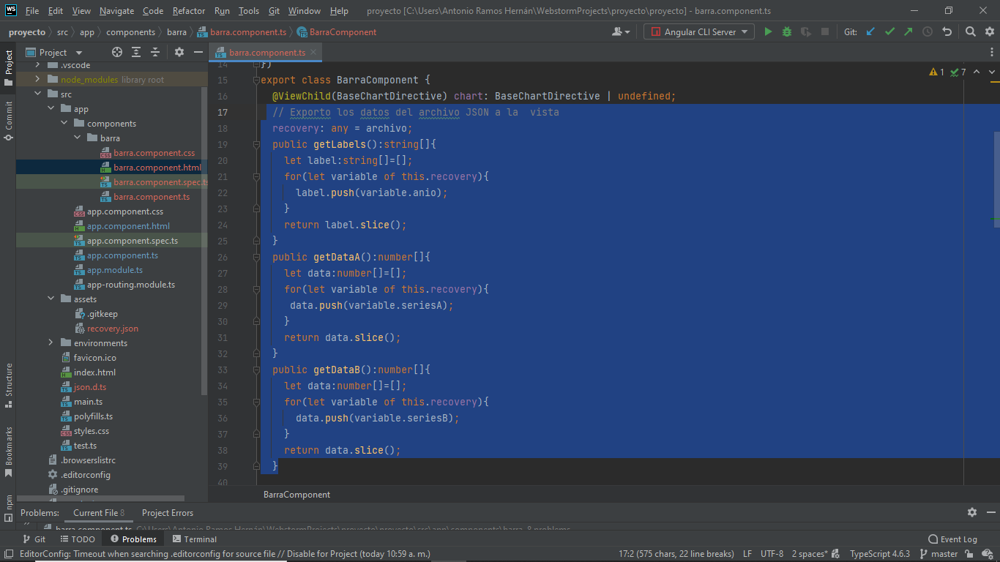 WS File Edit View Navigate Code Refactor Run Tools Git Window Help proyecto [C:\Users\Antonio Ramos Hernán\WebstormProjects\proyecto\proyecto] - barra.component.ts
proyecto src app components barra barra.component.ts BarraComponent Angular CLI Server Git:
Project barra.component.ts
.vscode
node_modules library root
src
app
components
barra
barra.component.css
barra.component.html
barra.component.spec.ts
barra.component.ts
app.component.css
app.component.html
app.component.spec.ts
app.component.ts
app.module.ts
app-routing.module.ts
assets
.gitkeep
recovery.json
environments
favicon.ico
index.html
json.d.ts
main.ts
polyfills.ts
styles.css
test.ts
.browserslistrc
.editorconfig
.gitignore
Project
Commit
Structure
Bookmarks
npm
1 7
14 })
15 export class BarraComponent {
16 @ViewChild(BaseChartDirective) chart: BaseChartDirective | undefined;
17 // Exporto los datos del archivo JSON a la  vista
18 recovery: any = archivo;
19 public getLabels():string[]{
20 let label:string[]=[];
21 for(let variable of this.recovery){
22 label.push(variable.anio);
23 }
24 return label.slice();
25 }
26 public getDataA():number[]{
27 let data:number[]=[];
28 for(let variable of this.recovery){
29 data.push(variable.seriesA);
30 }
31 return data.slice();
32 }
33 public getDataB():number[]{
34 let data:number[]=[];
35 for(let variable of this.recovery){
36 data.push(variable.seriesB);
37 }
38 return data.slice();
39 }
40
BarraComponent
Problems: Current File 8 Project Errors
barra.component.ts C:\Users\Antonio Ramos Hernán\WebstormProjects\proyecto\proyecto\src\app\components\barra 8 problems
Git TODO Problems Terminal Event Log
EditorConfig: Timeout when searching .editorconfig for source file // Disable for Project (today 10:59 a. m.) 17:2 (575 chars, 22 line breaks) LF UTF-8 2 spaces* TypeScript 4.6.3 master